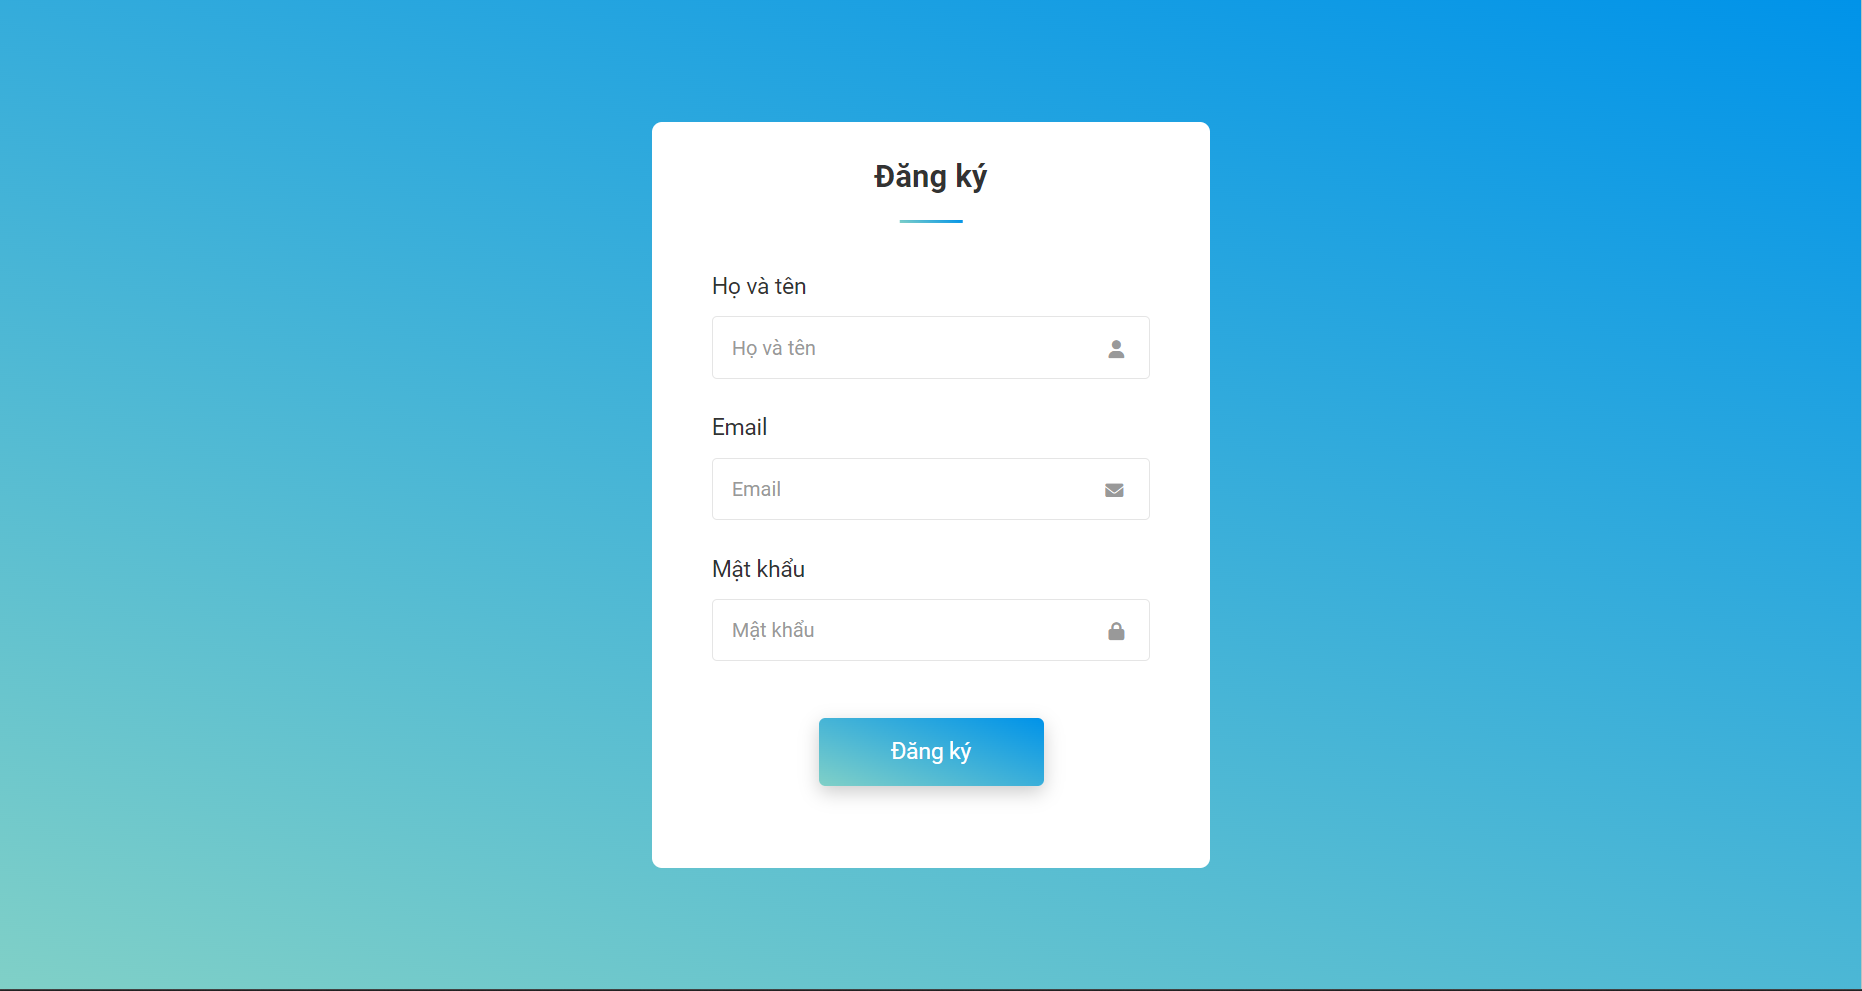 Đăng ký
Họ và tên
Họ và tên
Email
Email
Mật khẩu
Mật khẩu
Đăng ký